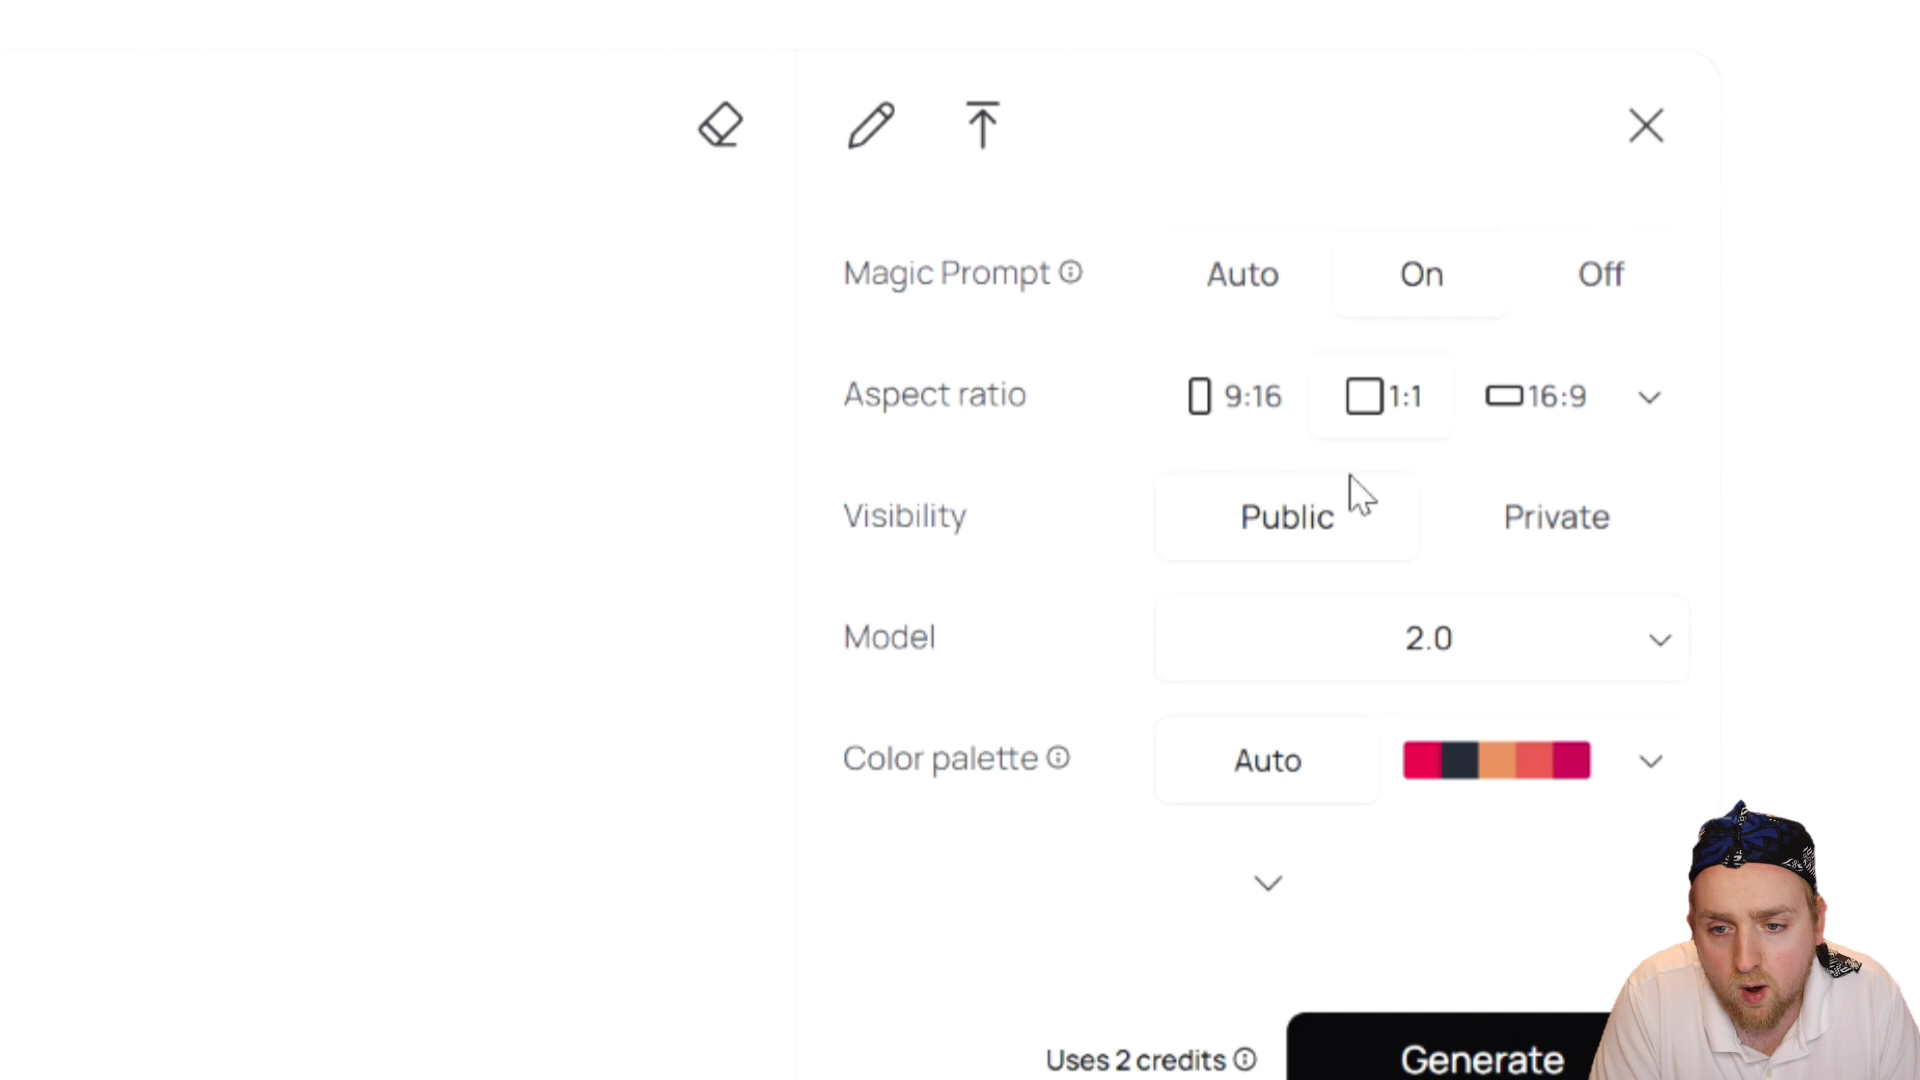 Magic Prompt Auto On Off
Aspect ratio 9:16 1:1 16:9
Visibility Public Private
Model 2.0
Color palette Auto
Uses 2 credits Generate